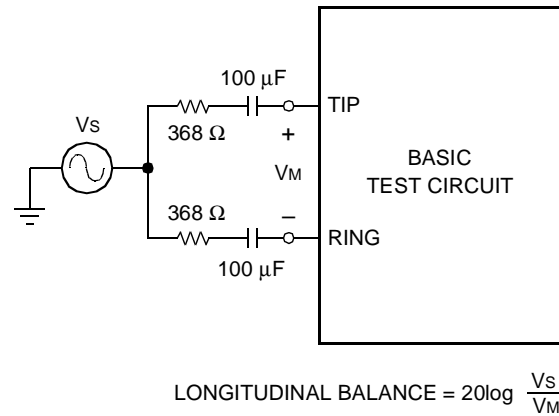 100 μF
TIP
VS
368 Ω
+
BASIC
VM
TEST CIRCUIT
368 Ω
–
RING
100 μF
LONGITUDINAL BALANCE = 20log VS
VM